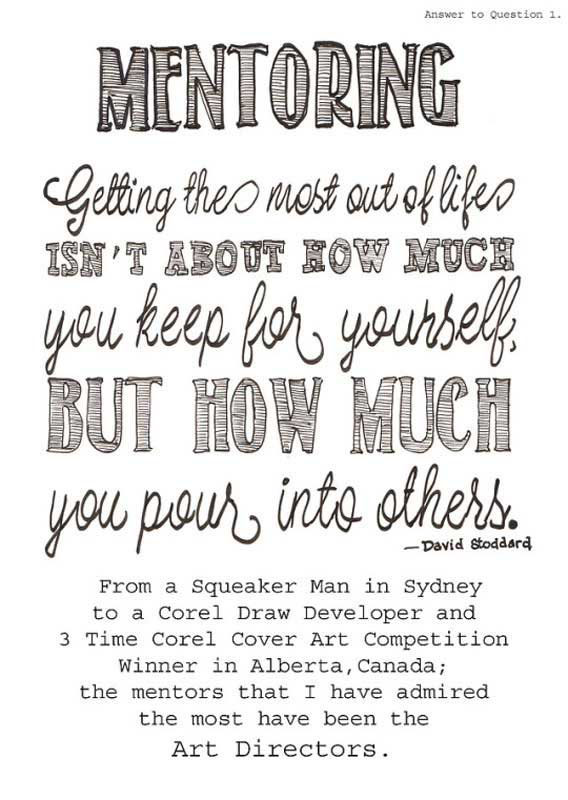 Answer to Question 1.
MENTORING
Getting the most out of life
ISN'T ABOUT HOW MUCH
you keep for yourself,
BUT HOW MUCH
you pour into others.
—David Stoddard
From a Squeaker Man in Sydney
to a Corel Draw Developer and
3 Time Corel Cover Art Competition
Winner in Alberta,Canada;
the mentors that I have admired
the most have been the
Art Directors.